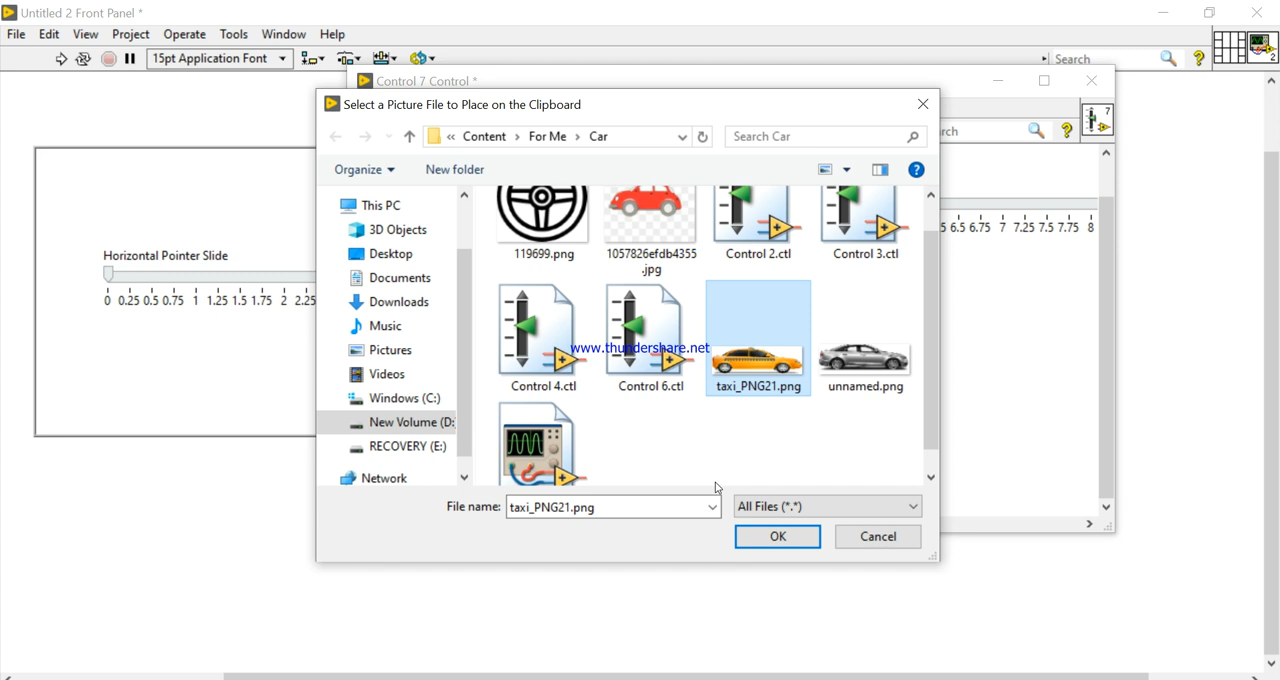 Untitled 2 Front Panel *
File Edit View Project Operate Tools Window Help
15pt Application Font
Search
2
Control 7 Control *
Select a Picture File to Place on the Clipboard
« Content › For Me › Car
Search Car
rch
7
Organize
New folder
This PC
3D Objects
Desktop
Documents
Downloads
Music
Pictures
Videos
Windows (C:)
New Volume (D:
RECOVERY (E:)
Network
119699.png
1057826efdb4355
.jpg
Control 2.ctl
Control 3.ctl
Control 4.ctl
Control 6.ctl
taxi_PNG21.png
unnamed.png
www.thundershare.net
Horizontal Pointer Slide
0 0.25 0.5 0.75 1 1.25 1.5 1.75 2 2.25
5 6.5 6.75 7 7.25 7.5 7.75 8
File name: taxi_PNG21.png
All Files (*.*)
OK
Cancel